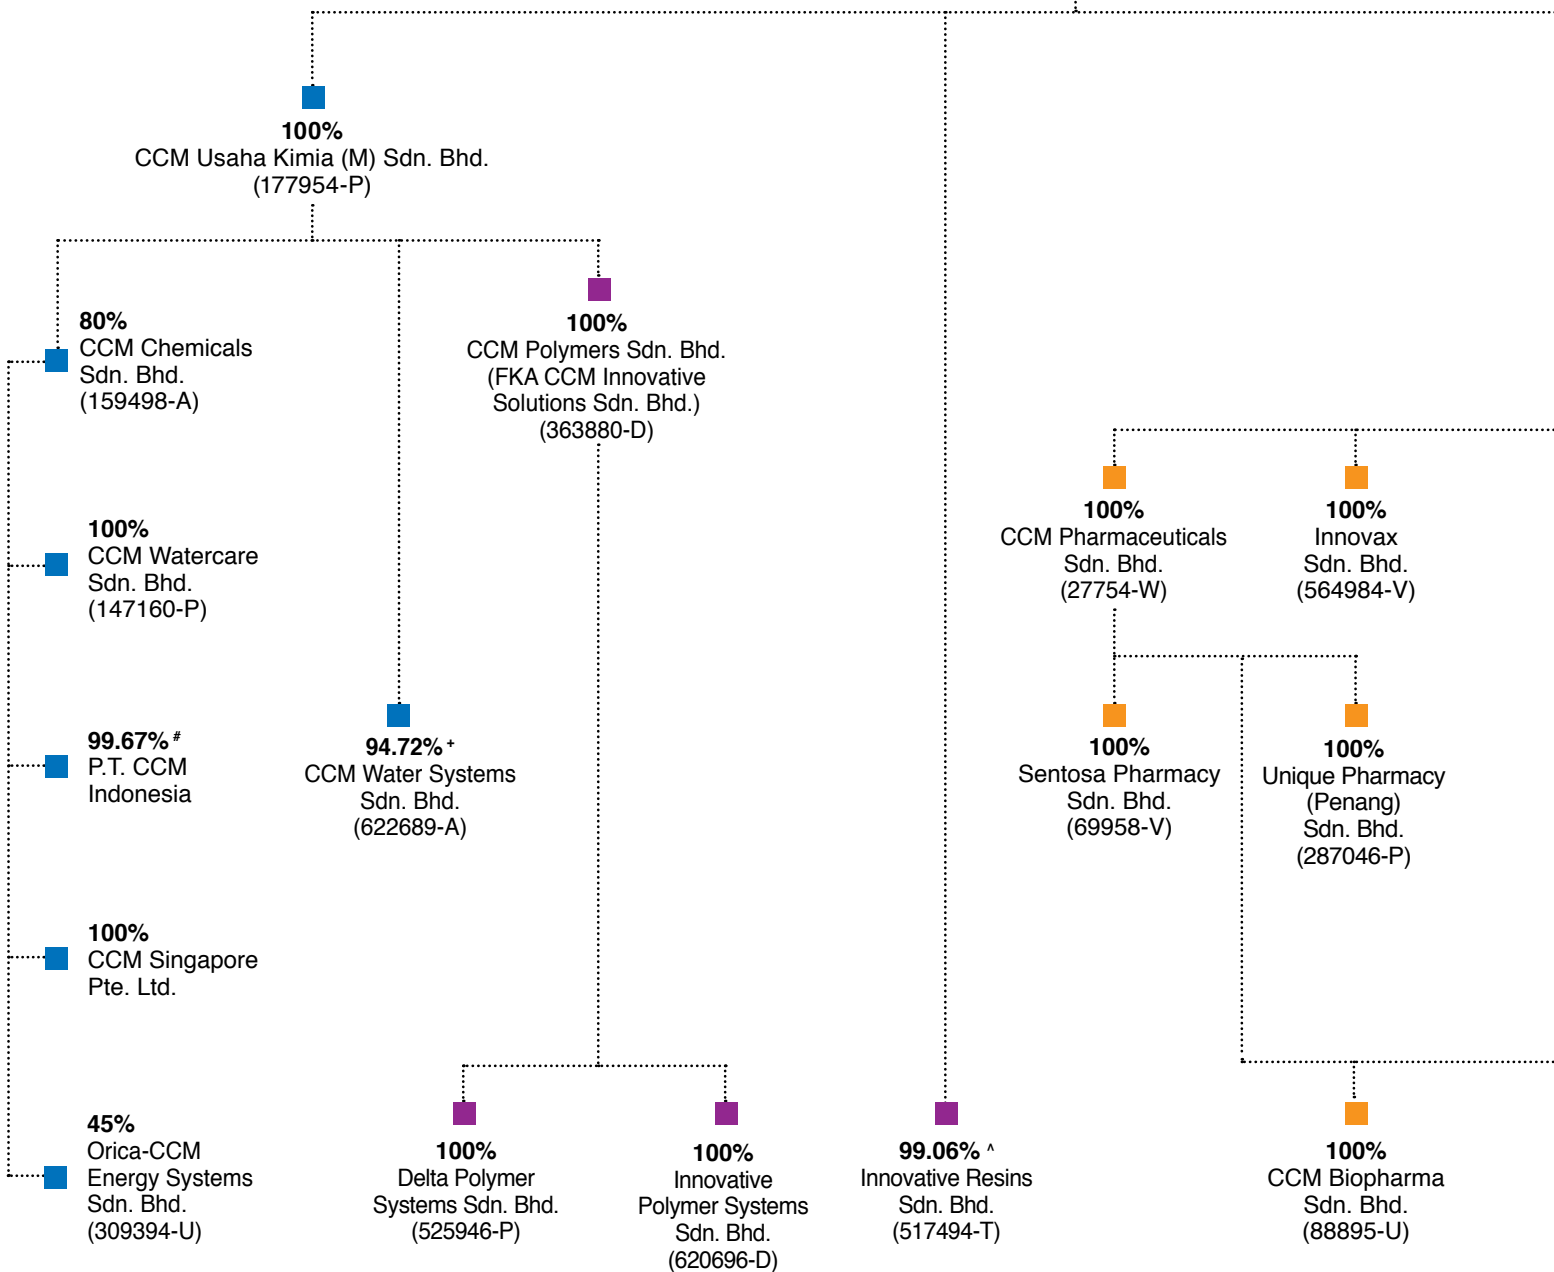 100%
CCM Usaha Kimia (M) Sdn. Bhd.
(177954-P)
80%
CCM Chemicals
Sdn. Bhd.
(159498-A)
100%
CCM Polymers Sdn. Bhd.
(FKA CCM Innovative
Solutions Sdn. Bhd.)
(363880-D)
100%
CCM Watercare
Sdn. Bhd.
(147160-P)
99.67% #
P.T. CCM
Indonesia
94.72% +
CCM Water Systems
Sdn. Bhd.
(622689-A)
100%
CCM Singapore
Pte. Ltd.
45%
Orica-CCM
Energy Systems
Sdn. Bhd.
(309394-U)
100%
Delta Polymer
Systems Sdn. Bhd.
(525946-P)
100%
Innovative
Polymer Systems
Sdn. Bhd.
(620696-D)
99.06% ^
Innovative Resins
Sdn. Bhd.
(517494-T)
100%
CCM Pharmaceuticals
Sdn. Bhd.
(27754-W)
100%
Innovax
Sdn. Bhd.
(564984-V)
100%
Sentosa Pharmacy
Sdn. Bhd.
(69958-V)
100%
Unique Pharmacy
(Penang)
Sdn. Bhd.
(287046-P)
100%
CCM Biopharma
Sdn. Bhd.
(88895-U)